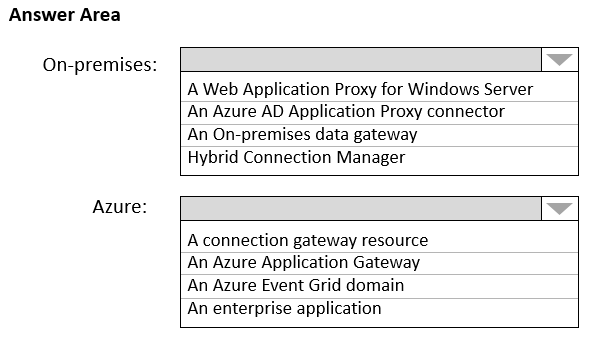 Answer Area
On-premises:
A Web Application Proxy for Windows Server
An Azure AD Application Proxy connector
An On-premises data gateway
Hybrid Connection Manager
Azure:
A connection gateway resource
An Azure Application Gateway
An Azure Event Grid domain
An enterprise application